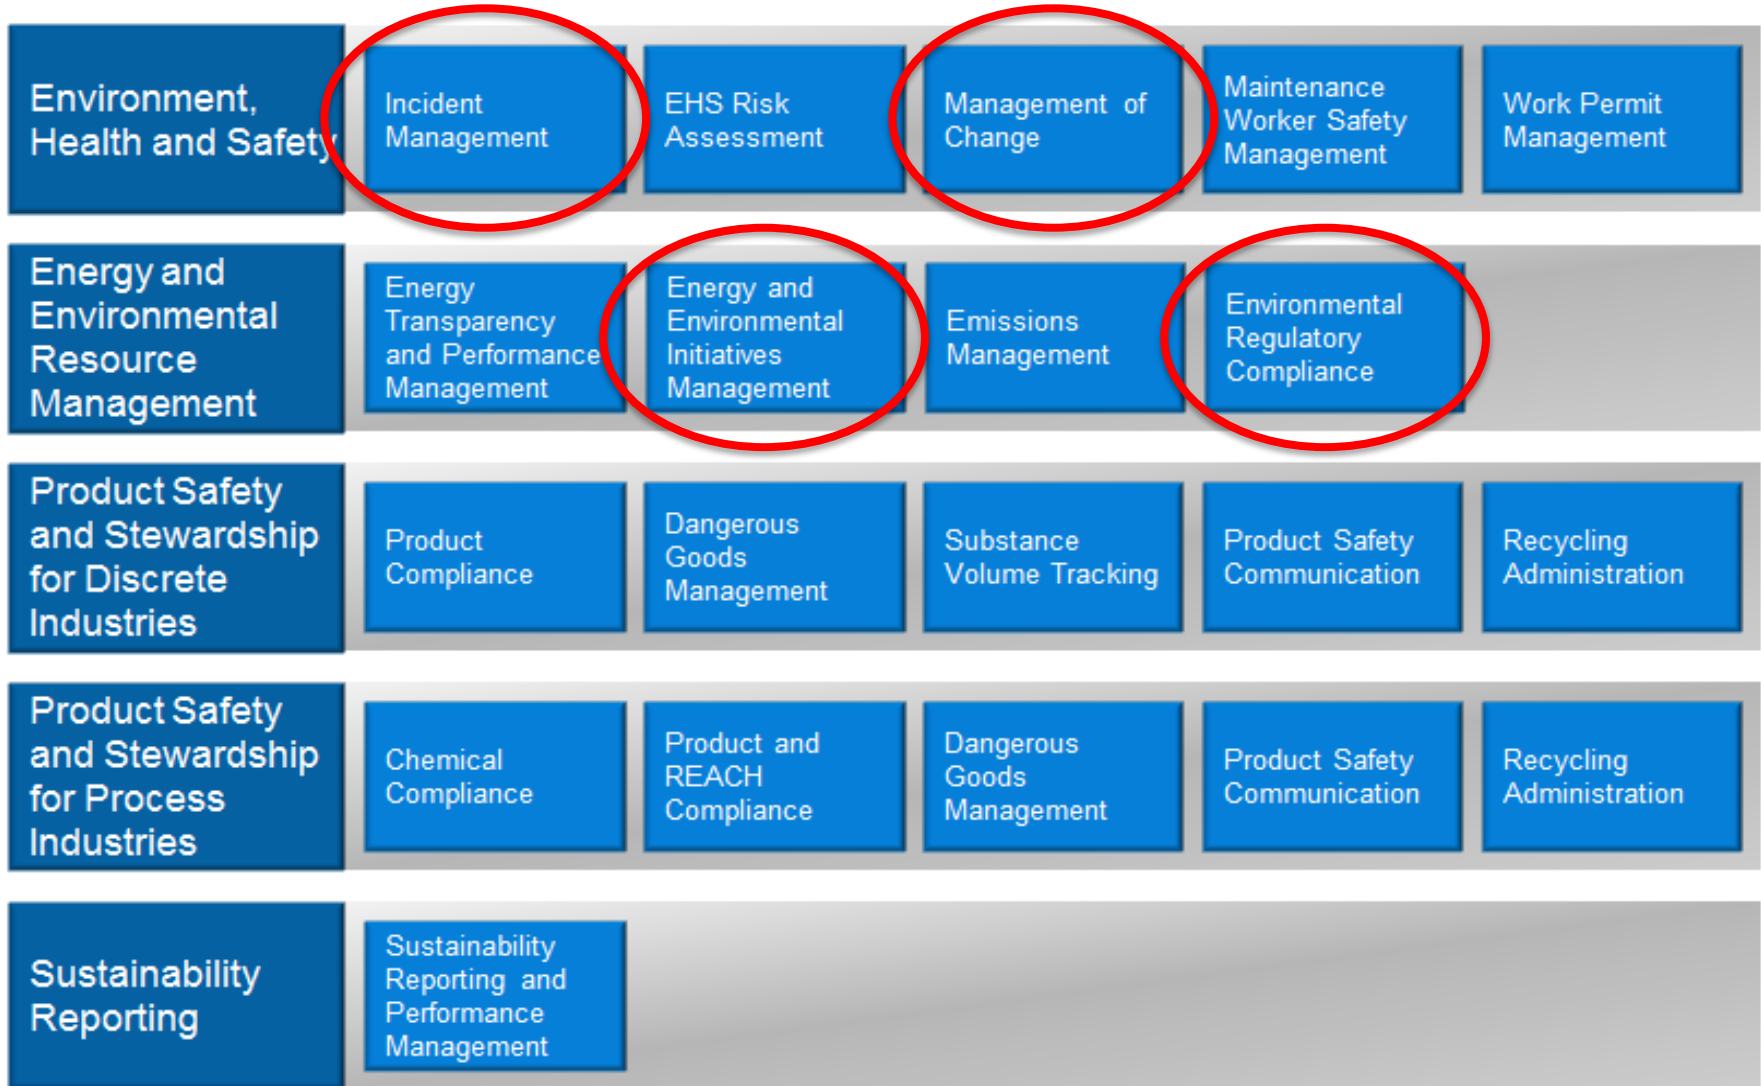 Environment,
Health and Safety
Incident
Management
EHS Risk
Assessment
Management of
Change
Maintenance
Worker Safety
Management
Work Permit
Management
Energy and
Environmental
Resource
Management
Energy
Transparency
and Performance
Management
Energy and
Environmental
Initiatives
Management
Emissions
Management
Environmental
Regulatory
Compliance
Product Safety
and Stewardship
for Discrete
Industries
Product
Compliance
Dangerous
Goods
Management
Substance
Volume Tracking
Product Safety
Communication
Recycling
Administration
Product Safety
and Stewardship
for Process
Industries
Chemical
Compliance
Product and
REACH
Compliance
Dangerous
Goods
Management
Product Safety
Communication
Recycling
Administration
Sustainability
Reporting
Sustainability
Reporting and
Performance
Management